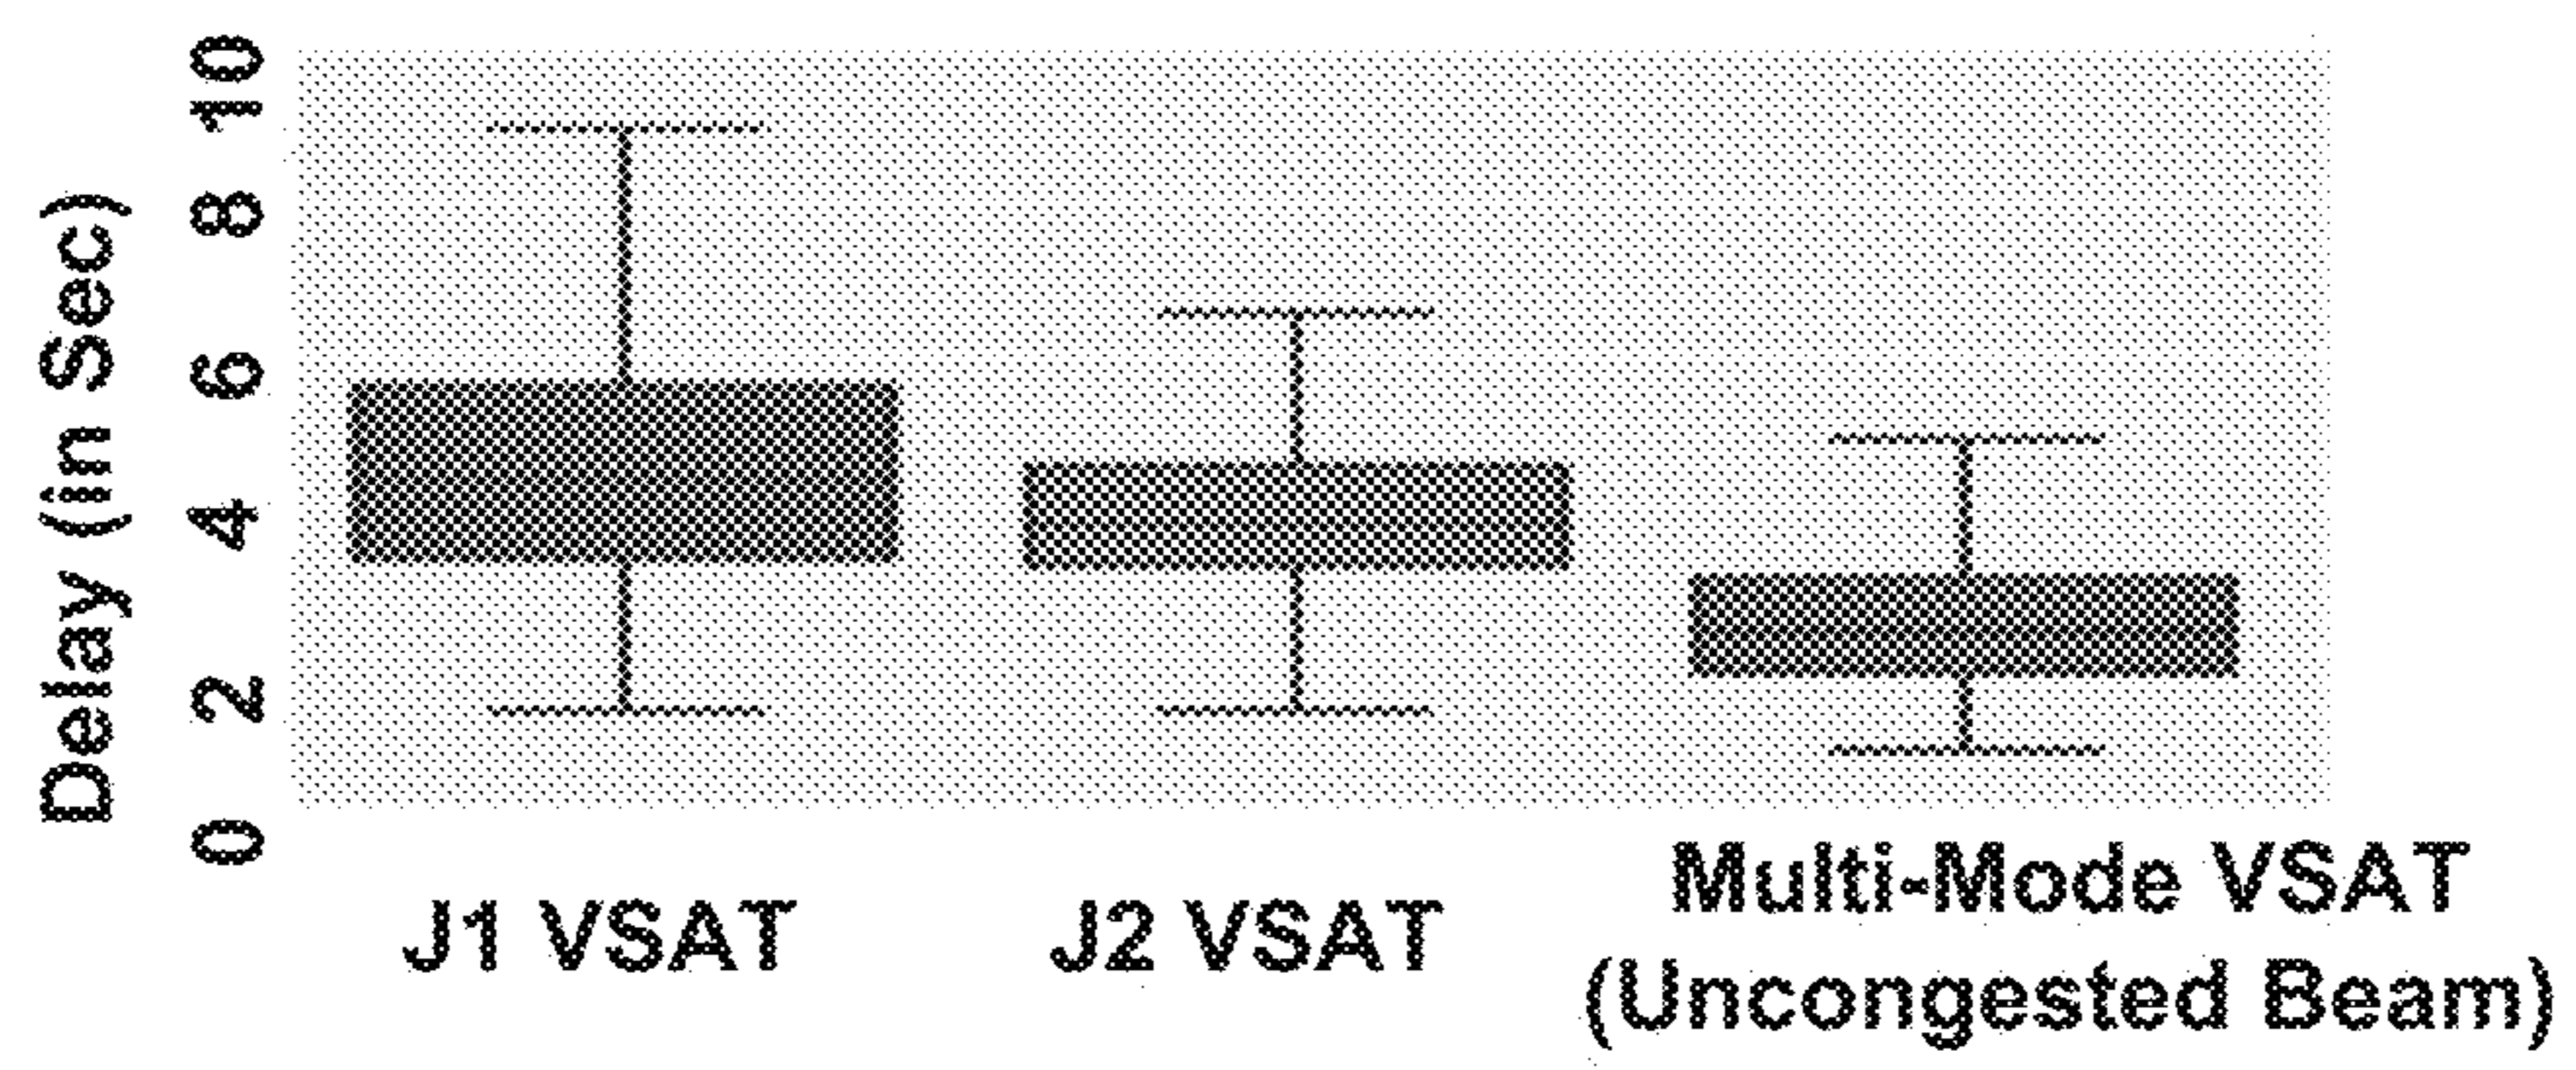 Delay (in Sec)
10
8
6
4
2
0
J1 VSAT
J2 VSAT
Multi-Mode VSAT
(Uncongested Beam)